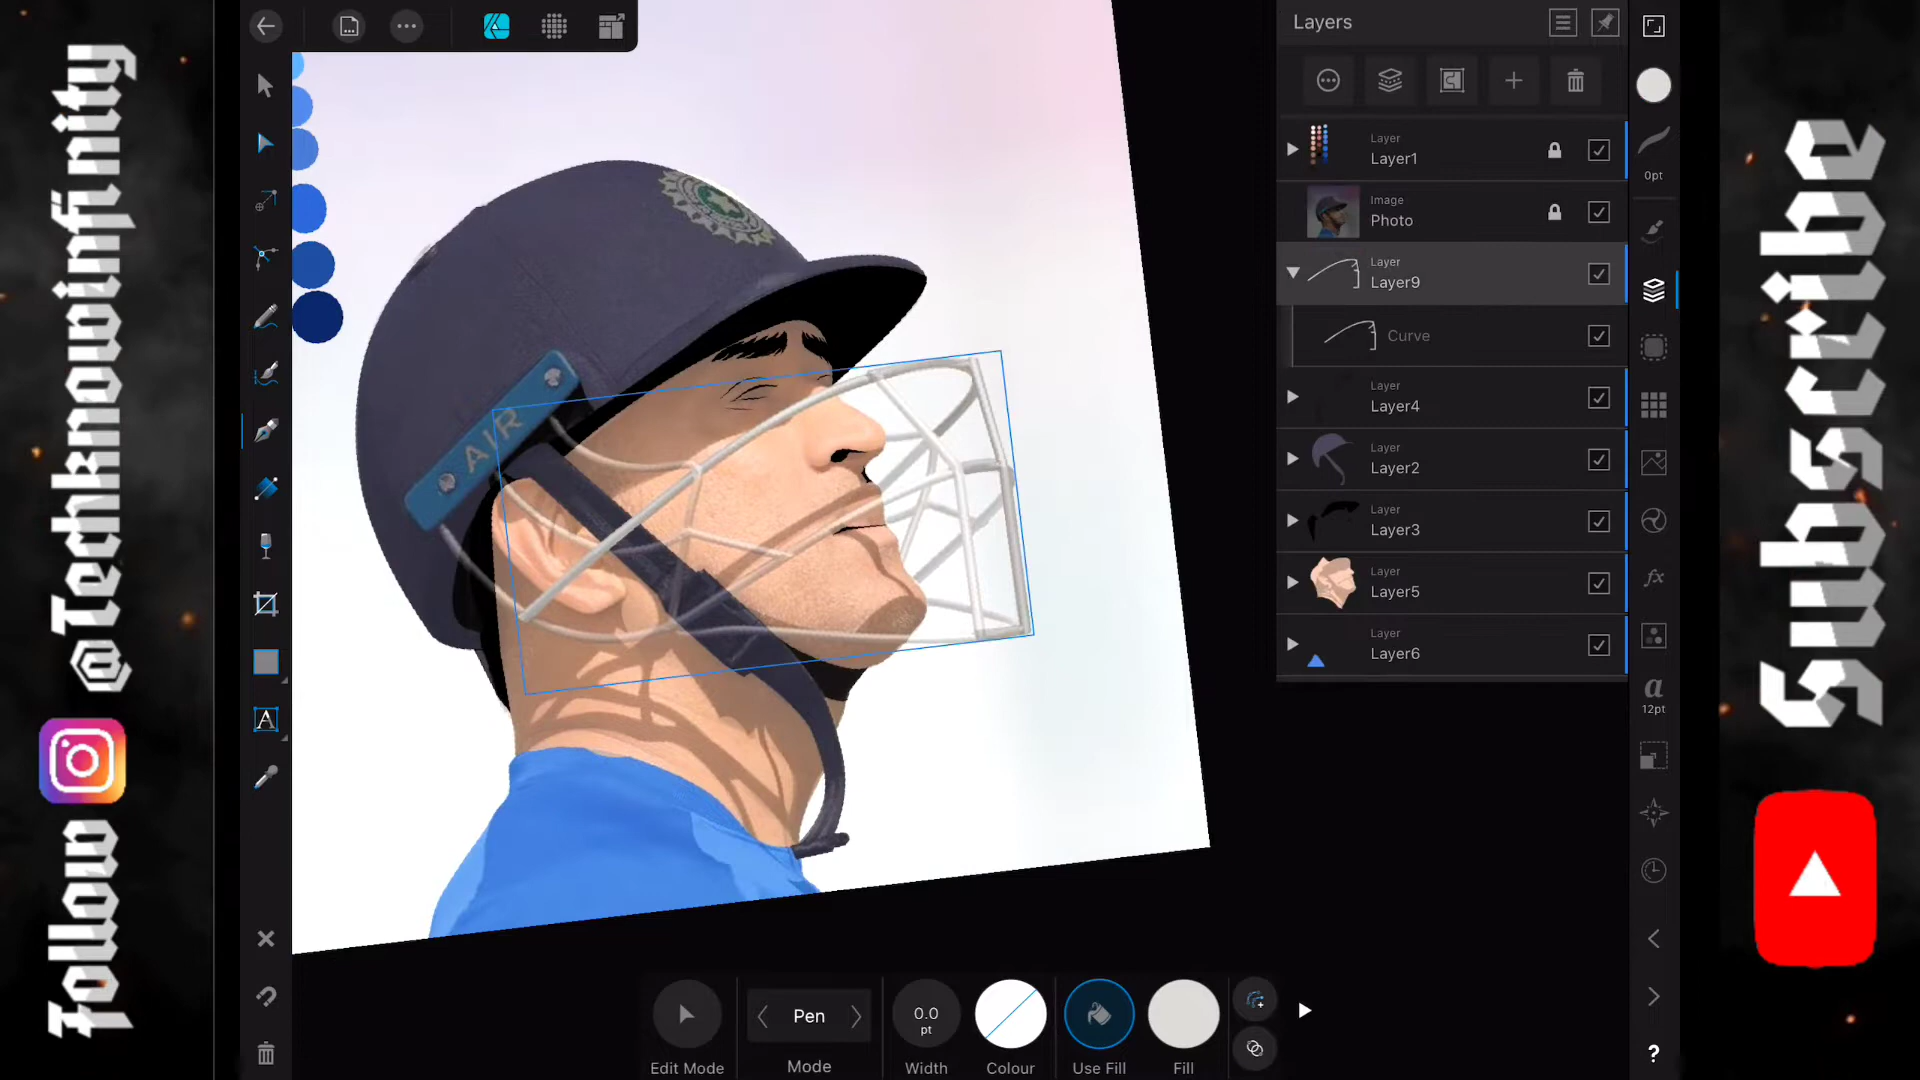 Follow @Techknowinfinity
Layers
Layer
Layer1
Image
Photo
Layer
Layer9
Curve
Layer
Layer4
Layer
Layer2
Layer
Layer3
Layer
Layer5
Layer
Layer6
0pt
fx
a
12pt
A
?
AIR
0.0
pt
Pen
Edit Mode
Mode
Width
Colour
Use Fill
Fill
Subscribe